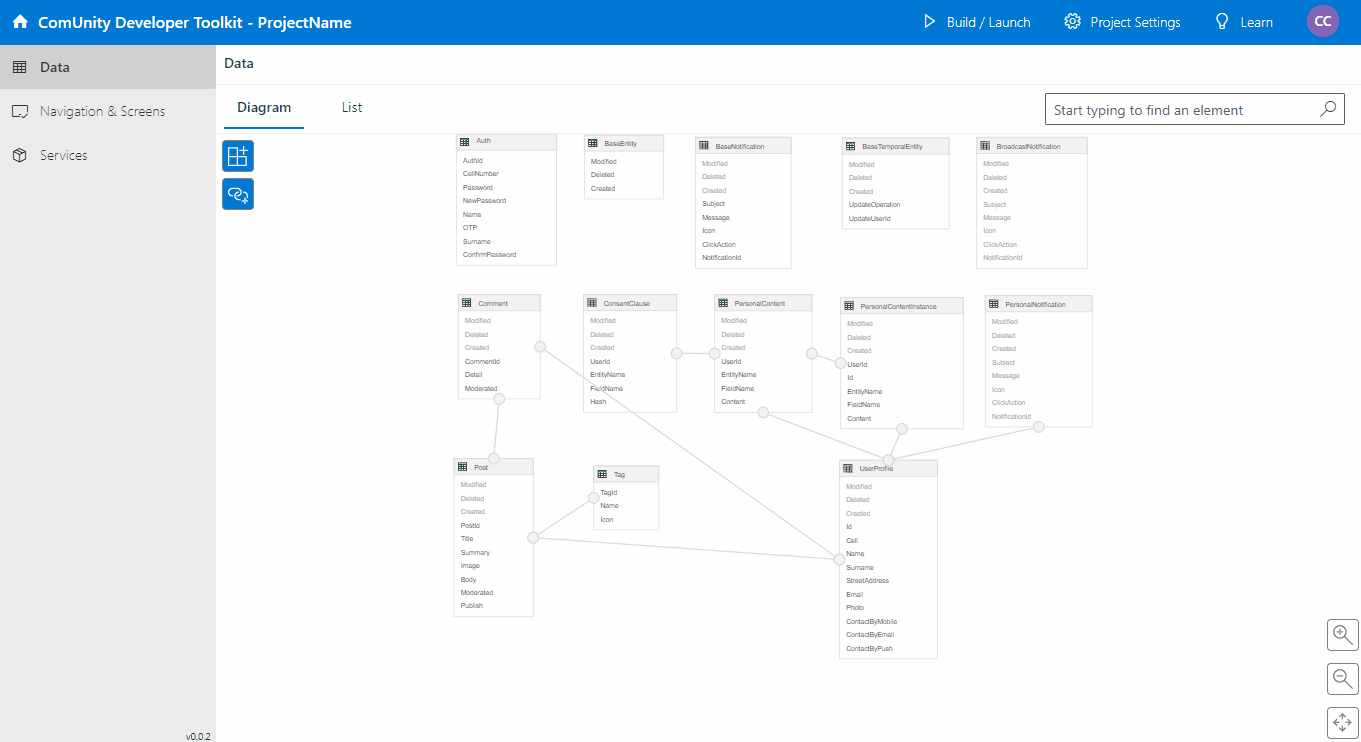 ComUnity Developer Toolkit - ProjectName
Build / Launch
Project Settings
Learn
CC
Data
Navigation & Screens
Services
v0.0.2
Data
Diagram
List
Start typing to find an element
Auth
AuthId
CellNumber
Password
NewPassword
Name
OTP
Surname
ConfirmPassword
BaseEntity
Modified
Deleted
Created
BaseNotification
Modified
Deleted
Created
Subject
Message
Icon
ClickAction
NotificationId
BaseTemporalEntity
Modified
Deleted
Created
UpdateOperation
UpdateUserId
BroadcastNotification
Modified
Deleted
Created
Subject
Message
Icon
ClickAction
NotificationId
Comment
Modified
Deleted
Created
CommentId
Detail
Moderated
ConsentClause
Modified
Deleted
Created
UserId
EntityName
FieldName
Hash
PersonalContent
Modified
Deleted
Created
UserId
EntityName
FieldName
Content
PersonalContentInstance
Modified
Deleted
Created
UserId
Id
EntityName
FieldName
Content
PersonalNotification
Modified
Deleted
Created
Subject
Message
Icon
ClickAction
NotificationId
Post
Modified
Deleted
Created
PostId
Title
Summary
Image
Body
Moderated
Publish
Tag
TagId
Name
Icon
UserProfile
Modified
Deleted
Created
Id
Cell
Name
Surname
StreetAddress
Email
Photo
ContactByMobile
ContactByEmail
ContactByPush